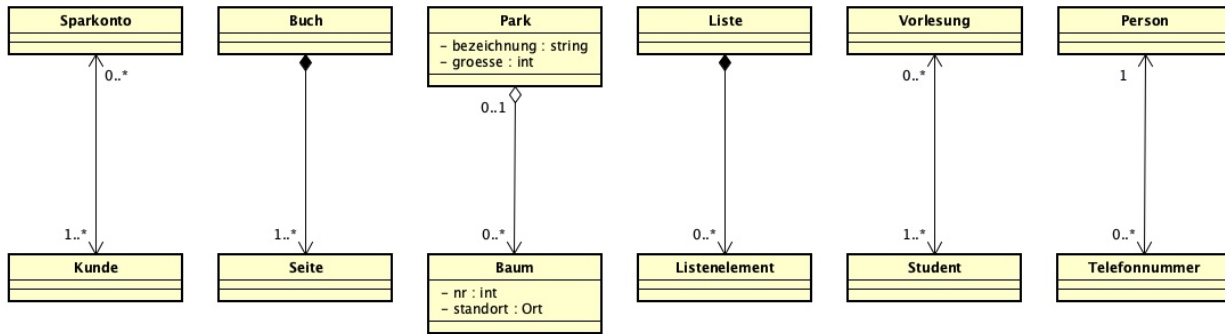 Sparkonto
0..*
1..*
Kunde
Buch
1..*
Seite
Park
- bezeichnung : string
- groesse : int
0..1
0..*
Baum
- nr : int
- standort : Ort
Liste
0..*
Listenelement
Vorlesung
0..*
1..*
Student
Person
1
0..*
Telefonnummer